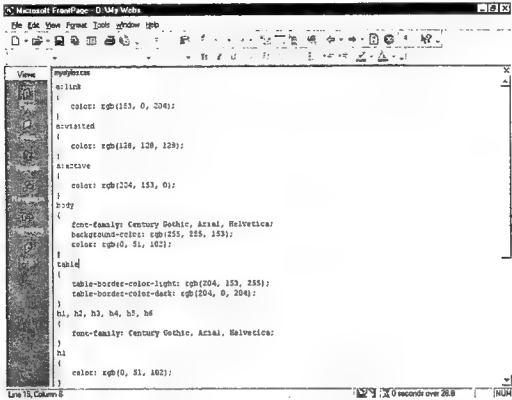 Microsoft FrontPage - D:\My Webs
File Edit View Format Tools Window Help
Views
mystyles.css
a:link
{
color: rgb(153, 0, 204);
}
a:visited
{
color: rgb(128, 128, 128);
}
a:active
{
color: rgb(204, 153, 0);
}
body
{
font-family: Century Gothic, Arial, Helvetica;
background-color: rgb(255, 255, 153);
color: rgb(0, 51, 102);
}
table
{
table-border-color-light: rgb(204, 153, 255);
table-border-color-dark: rgb(204, 0, 204);
}
h1, h2, h3, h4, h5, h6
{
font-family: Century Gothic, Arial, Helvetica;
}
h1
{
color: rgb(0, 51, 102);
}
Line 18, Column 6
0 seconds over 28.8
NUM